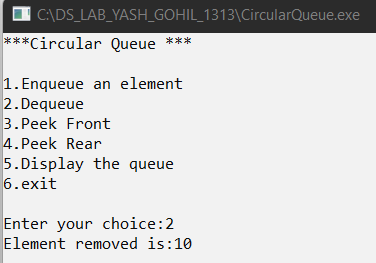 C:\DS_LAB_YASH_GOHIL_1313\CircularQueue.exe
***Circular Queue ***
1.Enqueue an element
2.Dequeue
3.Peek Front
4.Peek Rear
5.Display the queue
6.exit
Enter your choice:2
Element removed is:10